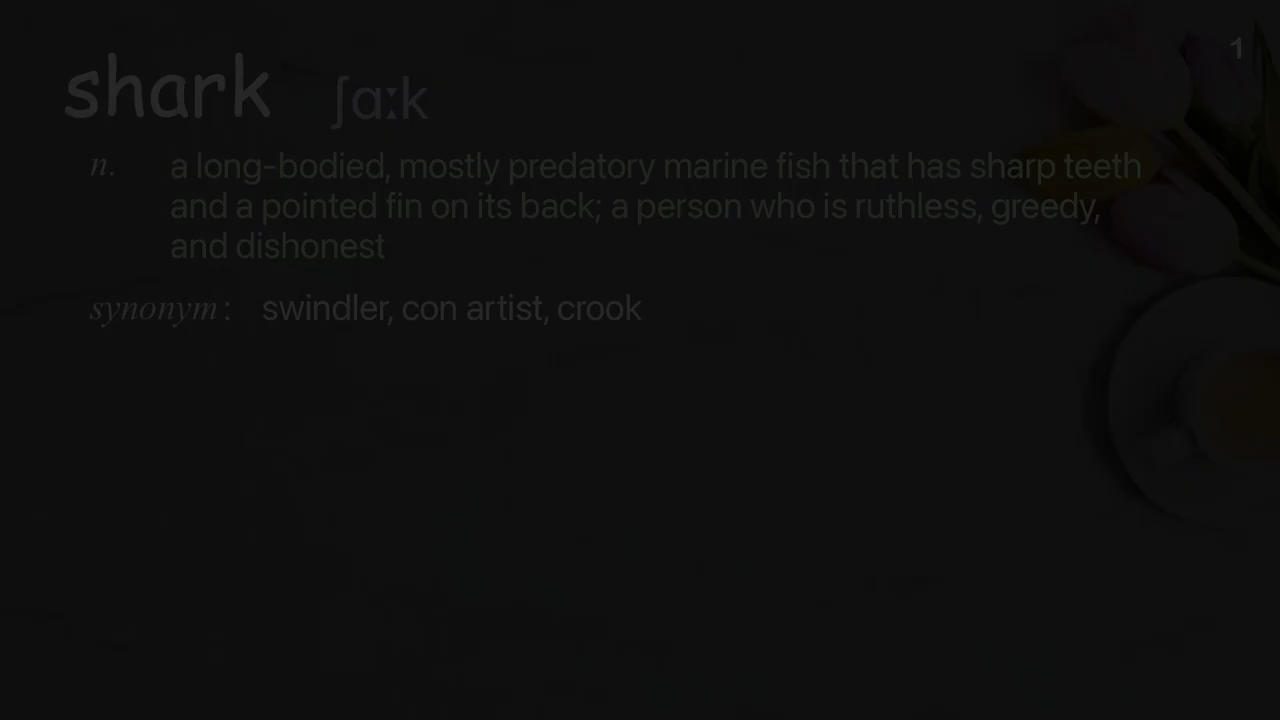 1
shark ʃɑːk
n. a long-bodied, mostly predatory marine fish that has sharp teeth
and a pointed fin on its back; a person who is ruthless, greedy,
and dishonest
synonym : swindler, con artist, crook